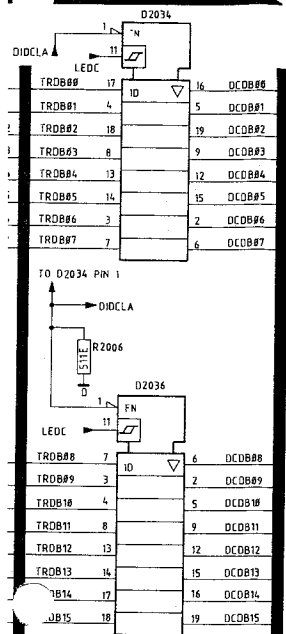 D2034
1 EN
DIDCLA
11
LEDC
TRDB00 17 1D 16 DCDB00
TRDB01 4 5 DCDB01
TRDB02 18 19 DCDB02
TRDB03 8 9 DCDB03
TRDB04 13 12 DCDB04
TRDB05 14 15 DCDB05
TRDB06 3 2 DCDB06
TRDB07 7 6 DCDB07
TO D2034 PIN 1
DIDCLA
511E R2006
D
D2036
1 FN
LEDC 11
TRDB08 7 1D 6 DCDB08
TRDB09 3 2 DCDB09
TRDB10 4 5 DCDB10
TRDB11 8 9 DCDB11
TRDB12 13 12 DCDB12
TRDB13 14 15 DCDB13
DB14 17 16 DCDB14
DB15 18 19 DCDB15